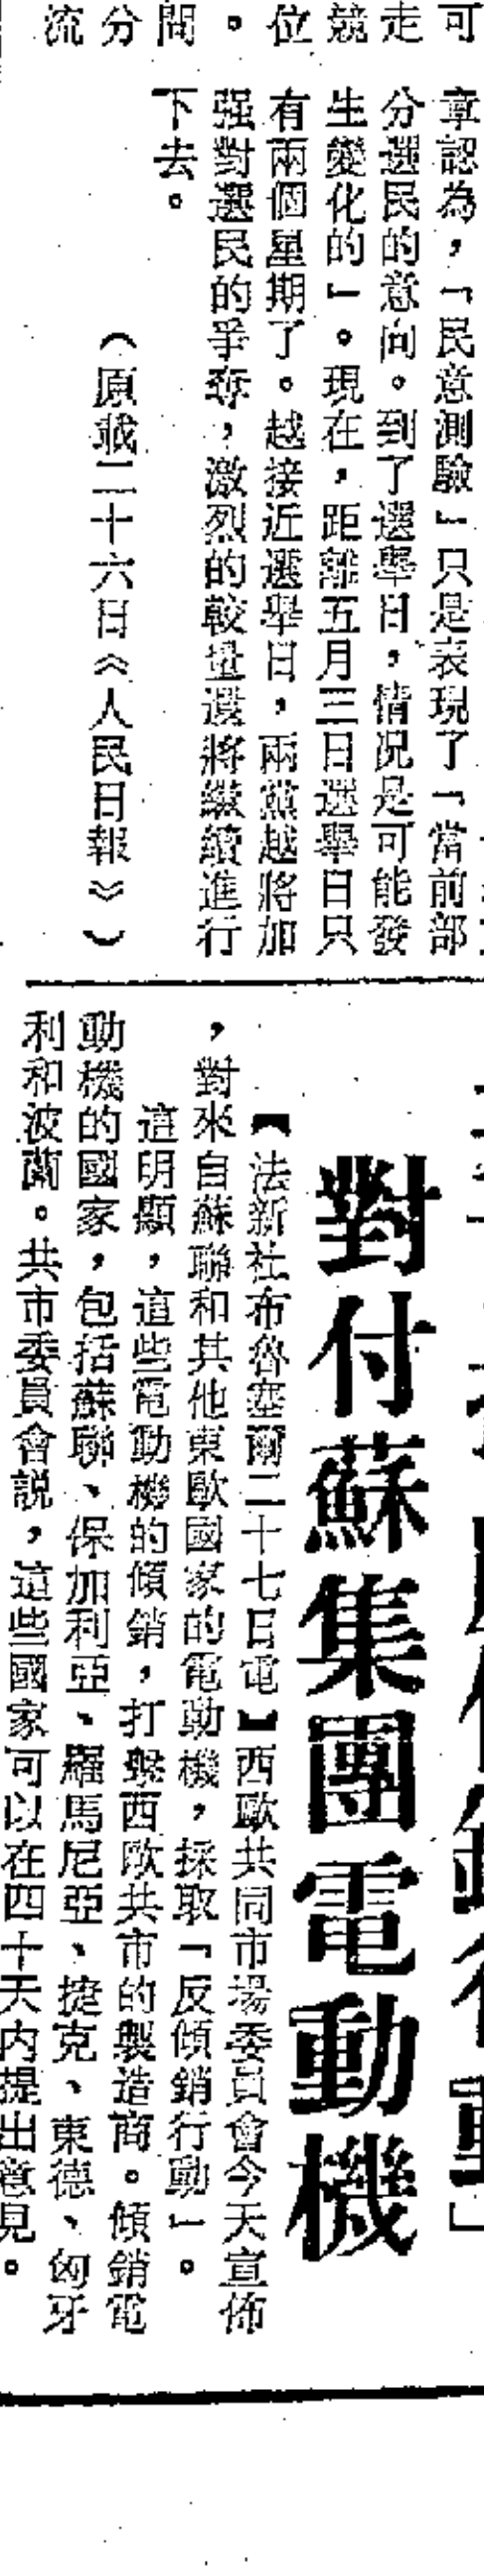 可
走
競
位
。
問
分
流
章認為，「民意測驗」只是表現了「當前部
分選民的意向。到了選舉日，情況是可能發
生變化的」。現在，距離五月三日選舉日只
有兩個星期了。越接近選舉日，兩黨越將加
强對選民的爭奪，激烈的較量還將繼續進行
下去。
（原載二十六日《人民日報》）
對付蘇集團電動機
【法新社布魯塞爾二十七日電】西歐共同市場委員會今天宣佈
，對來自蘇聯和其他東歐國家的電動機，採取「反傾銷行動」。
這明顯，這些電動機的傾銷，打擊西歐共市的製造商。傾銷電
動機的國家，包括蘇聯、保加利亞、羅馬尼亞、捷克、東德、匈牙
利和波蘭。共市委員會説，這些國家可以在四十天內提出意見。